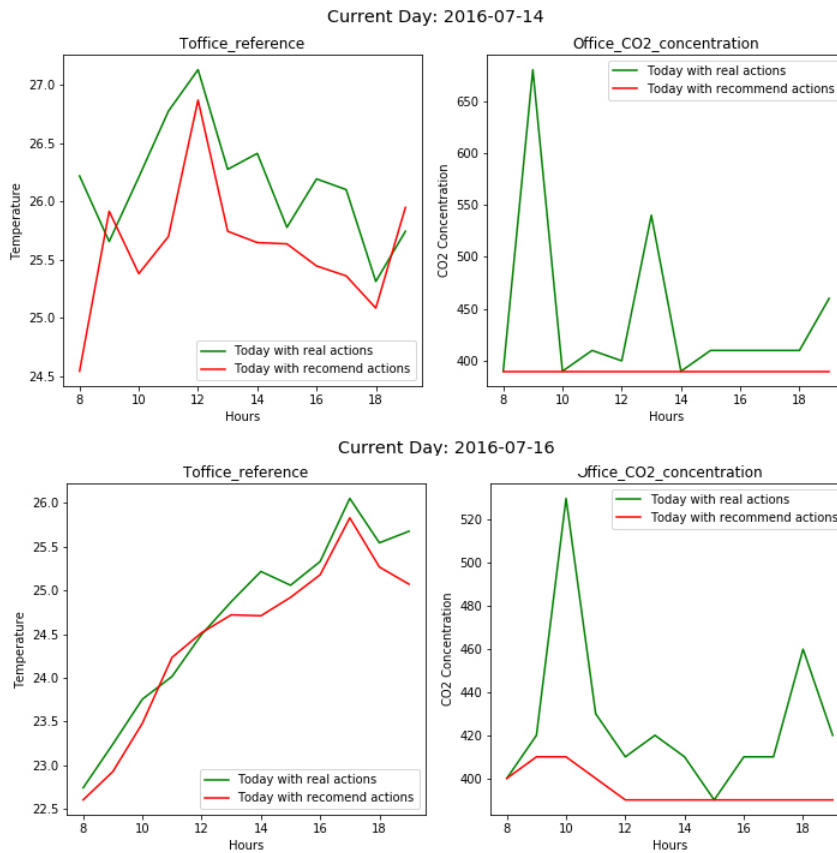 Current Day: 2016-07-14
Toffice_reference
27.0
26.5
26.0
25.5
25.0
24.5
Temperature
Today with real actions
Today with recomend actions
8 10 12 14 16 18
Hours
Office_CO2_concentration
650
600
550
500
450
400
CO2 Concentration
Today with real actions
Today with recommend actions
8 10 12 14 16 18
Hours
Current Day: 2016-07-16
Toffice_reference
26.0
25.5
25.0
24.5
24.0
23.5
23.0
22.5
Temperature
Today with real actions
Today with recomend actions
8 10 12 14 16 18
Hours
Office_CO2_concentration
520
500
480
460
440
420
400
CO2 Concentration
Today with real actions
Today with recommend actions
8 10 12 14 16 18
Hours